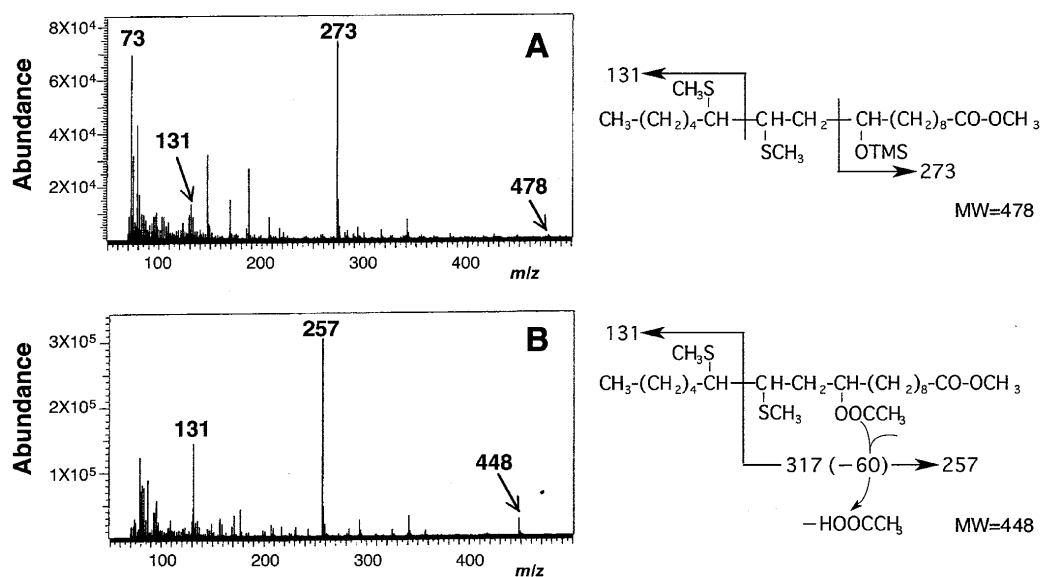 8X10⁴
6X10⁴
4X10⁴
2X10⁴
Abundance
73
131
273
478
A
100 200 300 400
m/z
131
CH₃S
CH₃-(CH₂)₄-CH-CH-CH₂-CH-(CH₂)₈-CO-OCH₃
SCH₃ OTMS
273
MW=478
3X10⁵
2X10⁵
1X10⁵
Abundance
131
257
448
B
100 200 300 400
m/z
131
CH₃S
CH₃-(CH₂)₄-CH-CH-CH₂-CH-(CH₂)₈-CO-OCH₃
SCH₃ OOCCH₃
317 (-60) 257
-HOOCCH₃
MW=448